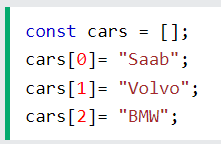 const cars = [];
cars[0]= "Saab";
cars[1]= "Volvo";
cars[2]= "BMW";